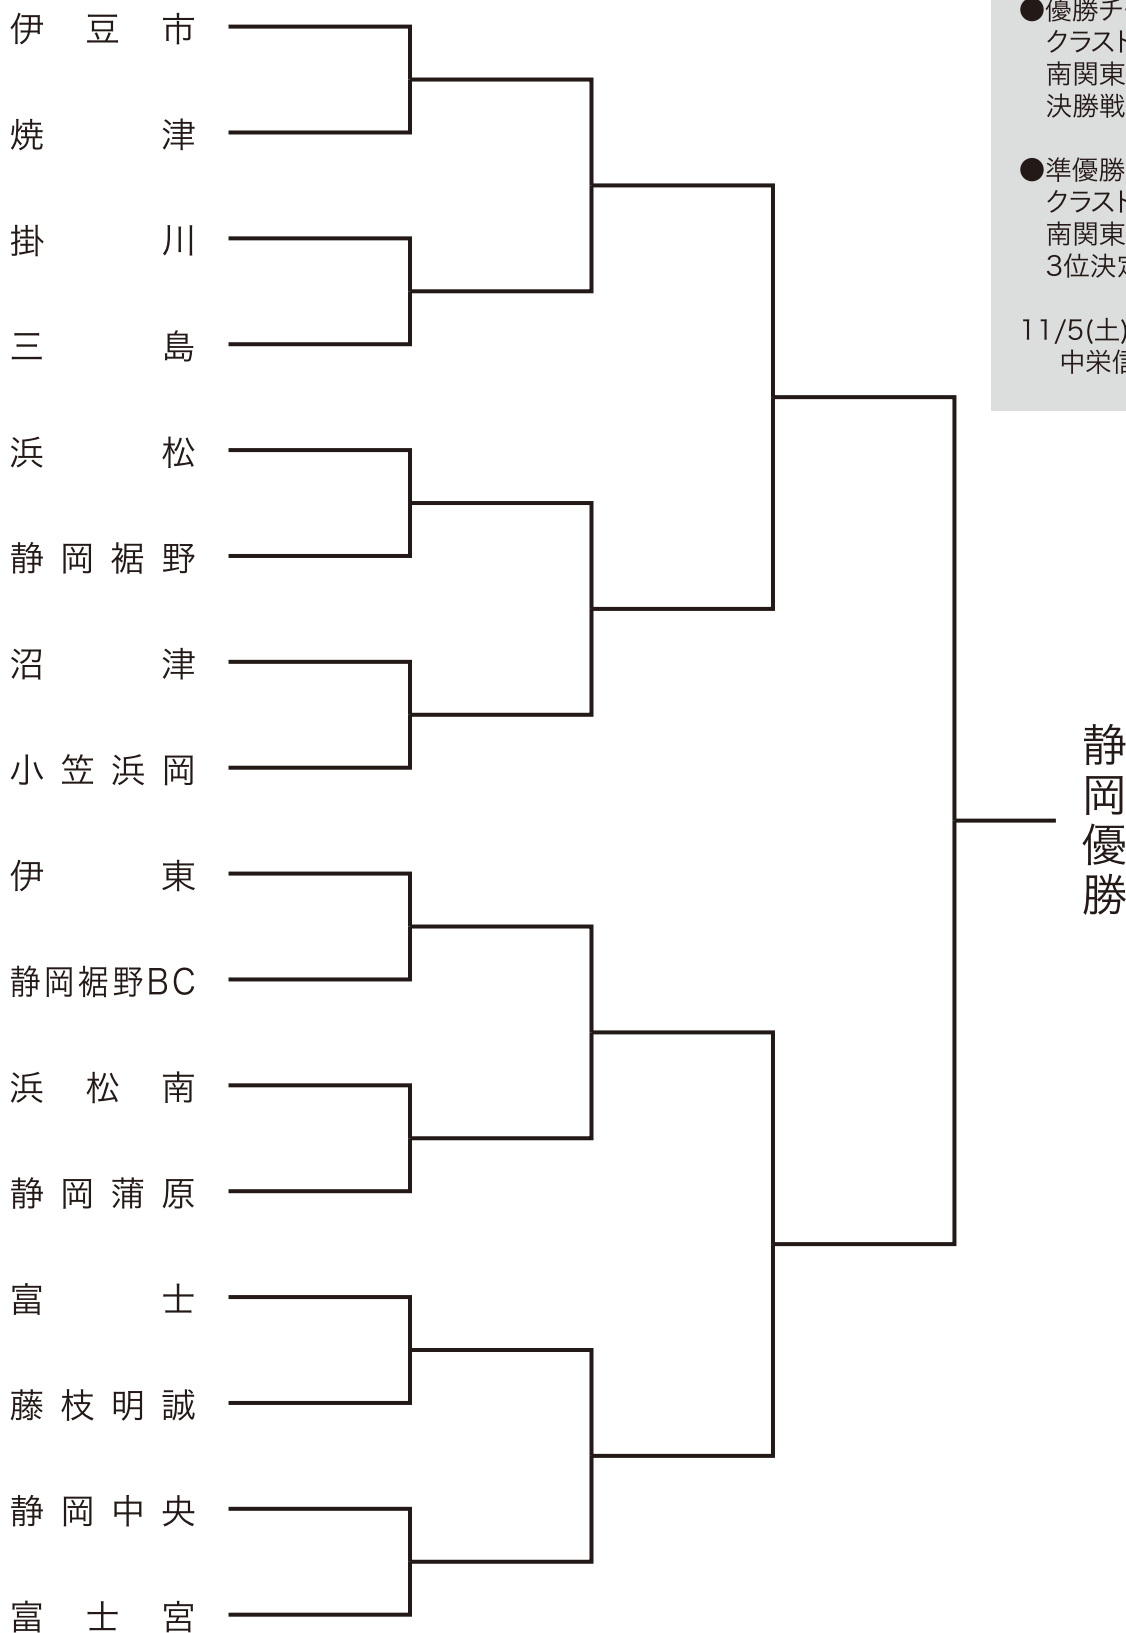 伊豆市
焼津
掛川
三島
浜松
静岡裾野
沼津
小笠浜岡
伊東
静岡裾野BC
浜松南
静岡蒲原
富士
藤枝明誠
静岡中央
富士宮
●優勝チ
クラスト
南関東
決勝戦
●準優勝
クラスト
南関東
3位決定
11/5(土)
中栄信
静岡優勝